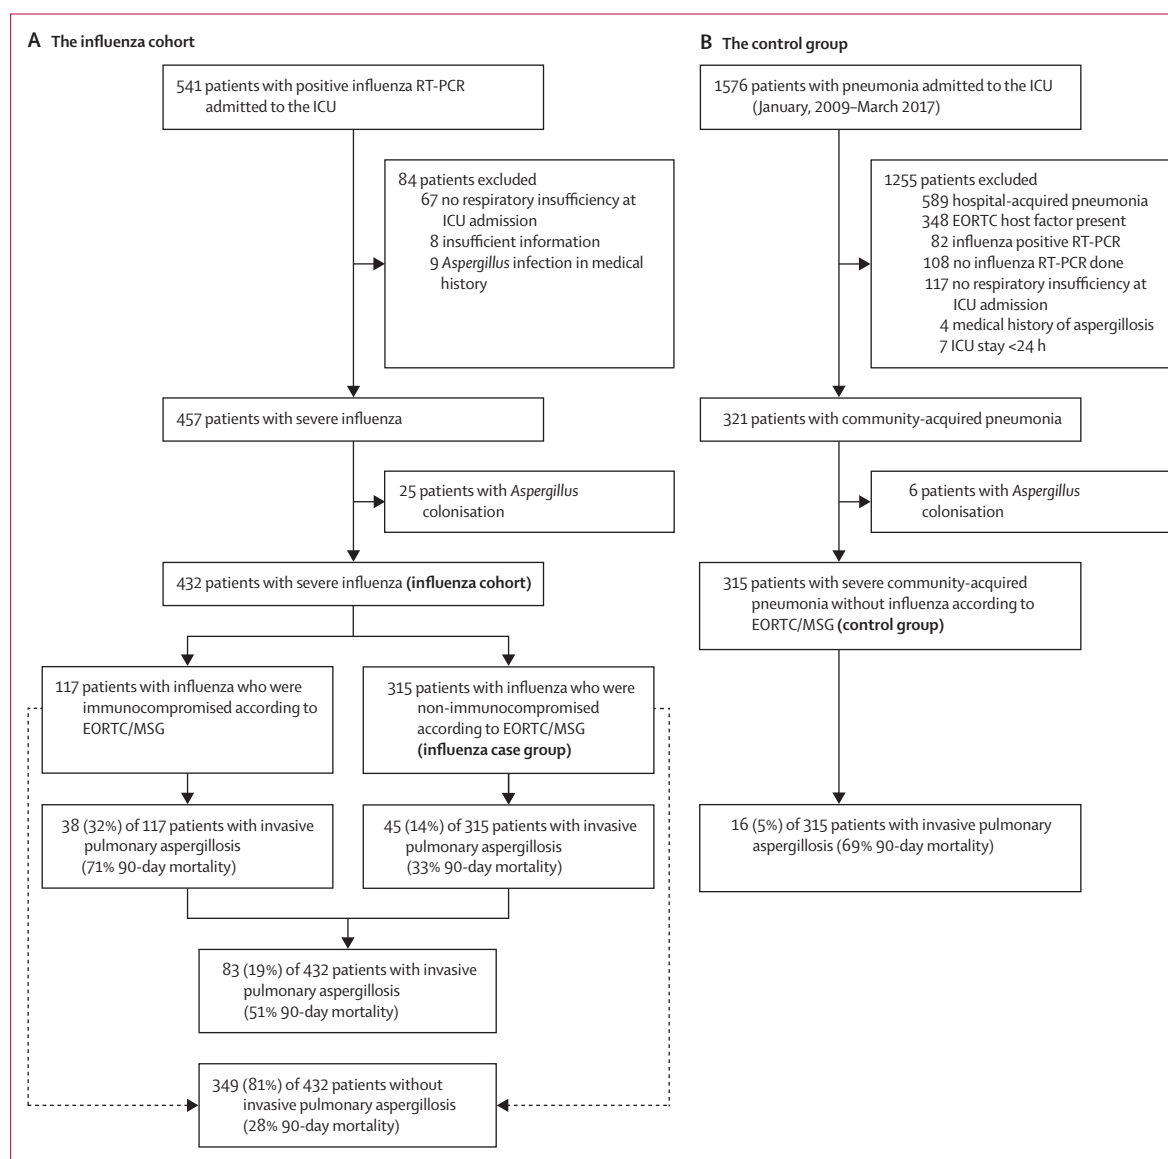 A The influenza cohort
541 patients with positive influenza RT-PCR
admitted to the ICU
84 patients excluded
67 no respiratory insufficiency at
ICU admission
8 insufficient information
9 Aspergillus infection in medical
history
457 patients with severe influenza
25 patients with Aspergillus
colonisation
432 patients with severe influenza (influenza cohort)
117 patients with influenza who were
immunocompromised according to
EORTC/MSG
315 patients with influenza who were
non-immunocompromised
according to EORTC/MSG
(influenza case group)
38 (32%) of 117 patients with invasive
pulmonary aspergillosis
(71% 90-day mortality)
45 (14%) of 315 patients with invasive
pulmonary aspergillosis
(33% 90-day mortality)
83 (19%) of 432 patients with invasive
pulmonary aspergillosis
(51% 90-day mortality)
349 (81%) of 432 patients without
invasive pulmonary aspergillosis
(28% 90-day mortality)
B The control group
1576 patients with pneumonia admitted to the ICU
(January, 2009–March 2017)
1255 patients excluded
589 hospital-acquired pneumonia
348 EORTC host factor present
82 influenza positive RT-PCR
108 no influenza RT-PCR done
117 no respiratory insufficiency at
ICU admission
4 medical history of aspergillosis
7 ICU stay <24 h
321 patients with community-acquired pneumonia
6 patients with Aspergillus
colonisation
315 patients with severe community-acquired
pneumonia without influenza according to
EORTC/MSG (control group)
16 (5%) of 315 patients with invasive pulmonary
aspergillosis (69% 90-day mortality)